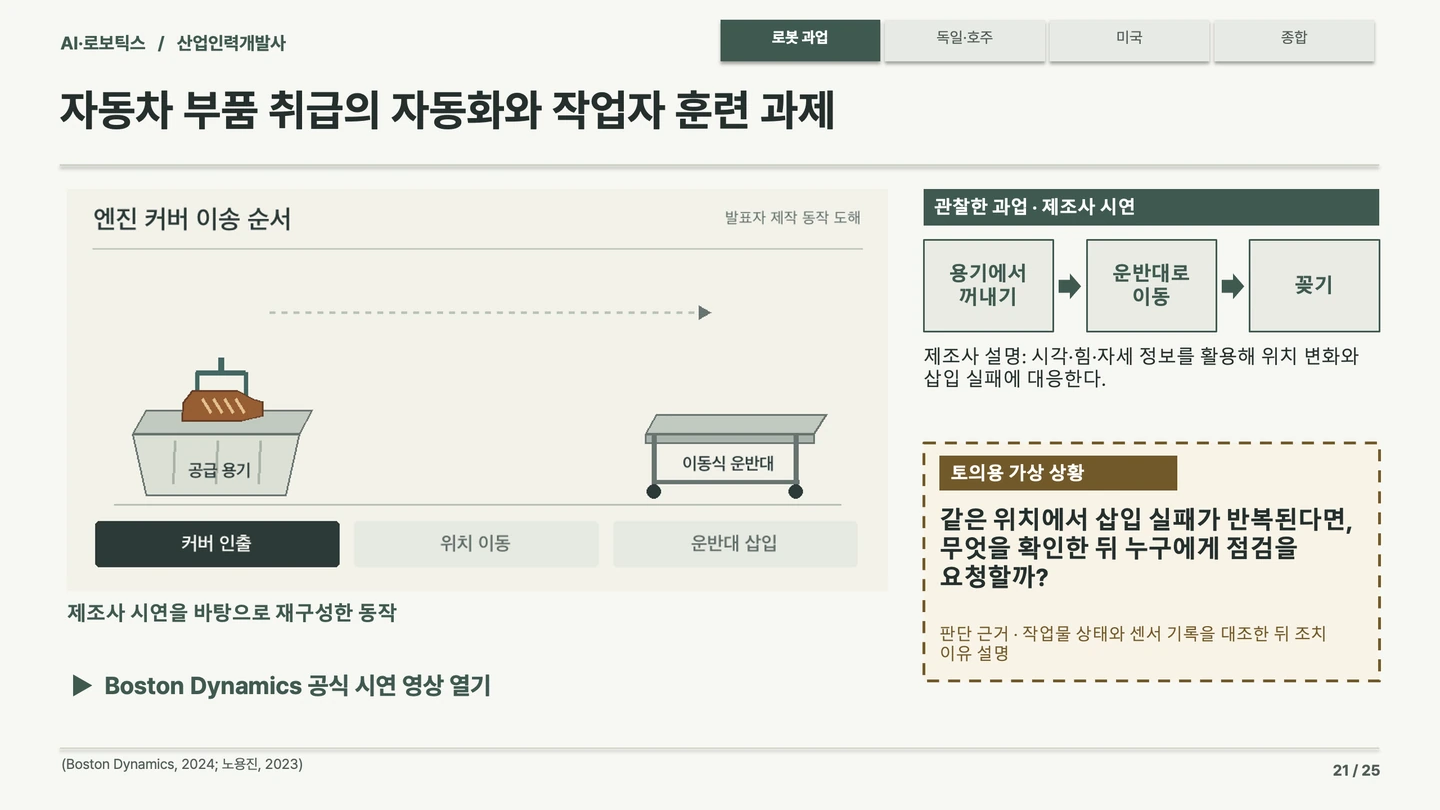 AI·로보틱스 / 산업인력개발사
로봇 과업
독일·호주
미국
종합
자동차 부품 취급의 자동화와 작업자 훈련 과제
엔진 커버 이송 순서
발표자 제작 동작 도해
공급 용기
이동식 운반대
커버 인출
위치 이동
운반대 삽입
제조사 시연을 바탕으로 재구성한 동작
▶ Boston Dynamics 공식 시연 영상 열기
관찰한 과업 · 제조사 시연
용기에서
꺼내기
운반대로
이동
꽂기
제조사 설명: 시각·힘·자세 정보를 활용해 위치 변화와
삽입 실패에 대응한다.
토의용 가상 상황
같은 위치에서 삽입 실패가 반복된다면,
무엇을 확인한 뒤 누구에게 점검을
요청할까?
판단 근거 · 작업물 상태와 센서 기록을 대조한 뒤 조치
이유 설명
(Boston Dynamics, 2024; 노용진, 2023)
21 / 25